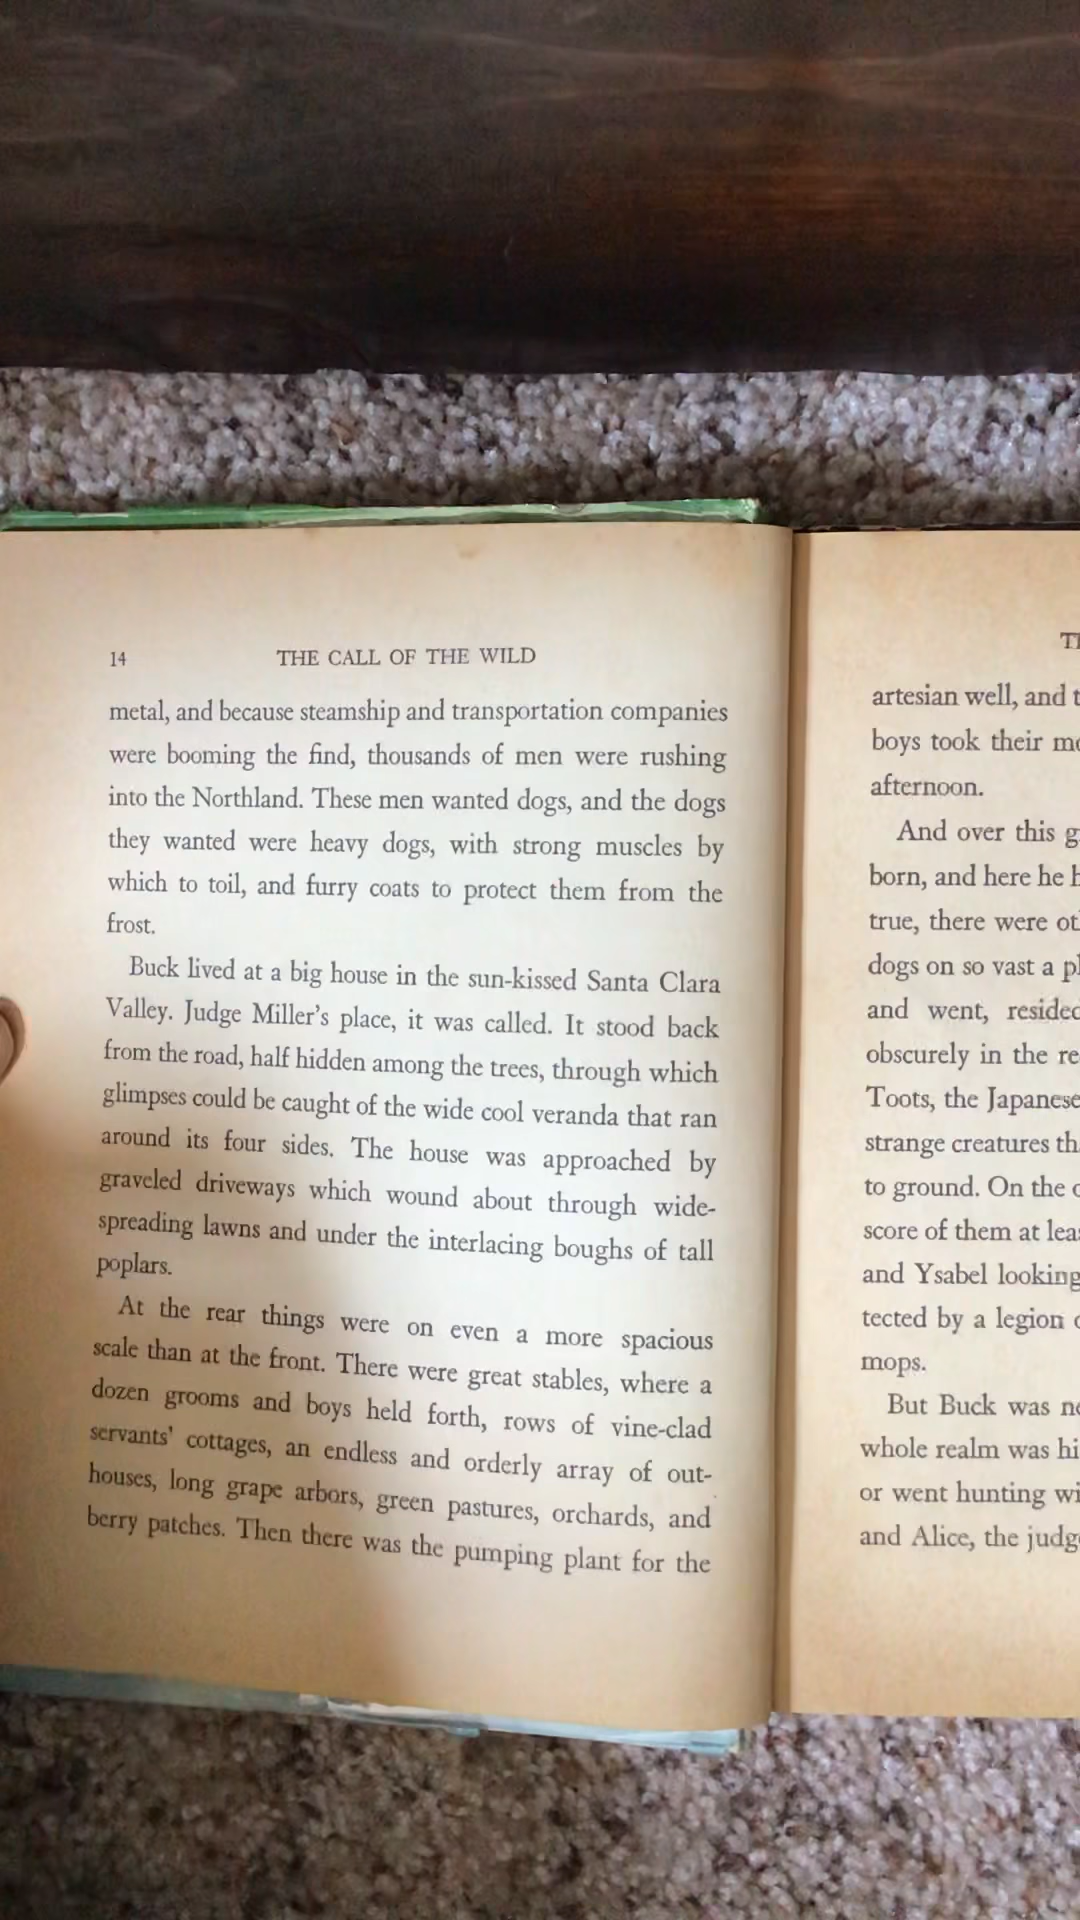 14 THE CALL OF THE WILD
metal, and because steamship and transportation companies
were booming the find, thousands of men were rushing
into the Northland. These men wanted dogs, and the dogs
they wanted were heavy dogs, with strong muscles by
which to toil, and furry coats to protect them from the
frost.
Buck lived at a big house in the sun-kissed Santa Clara
Valley. Judge Miller's place, it was called. It stood back
from the road, half hidden among the trees, through which
glimpses could be caught of the wide cool veranda that ran
around its four sides. The house was approached by
graveled driveways which wound about through wide-
spreading lawns and under the interlacing boughs of tall
poplars.
At the rear things were on even a more spacious
scale than at the front. There were great stables, where a
dozen grooms and boys held forth, rows of vine-clad
servants' cottages, an endless and orderly array of out-
houses, long grape arbors, green pastures, orchards, and
berry patches. Then there was the pumping plant for the
artesian well, and
boys took their
afternoon.
And over this
born, and here he
true, there were
dogs on so vast a
and went,
obscurely in the
Toots, the Japanese
strange creatures
to ground. On the
score of them at
and Ysabel looking
tected by a legion
mops.
But Buck was
whole realm was
or went hunting
and Alice, the